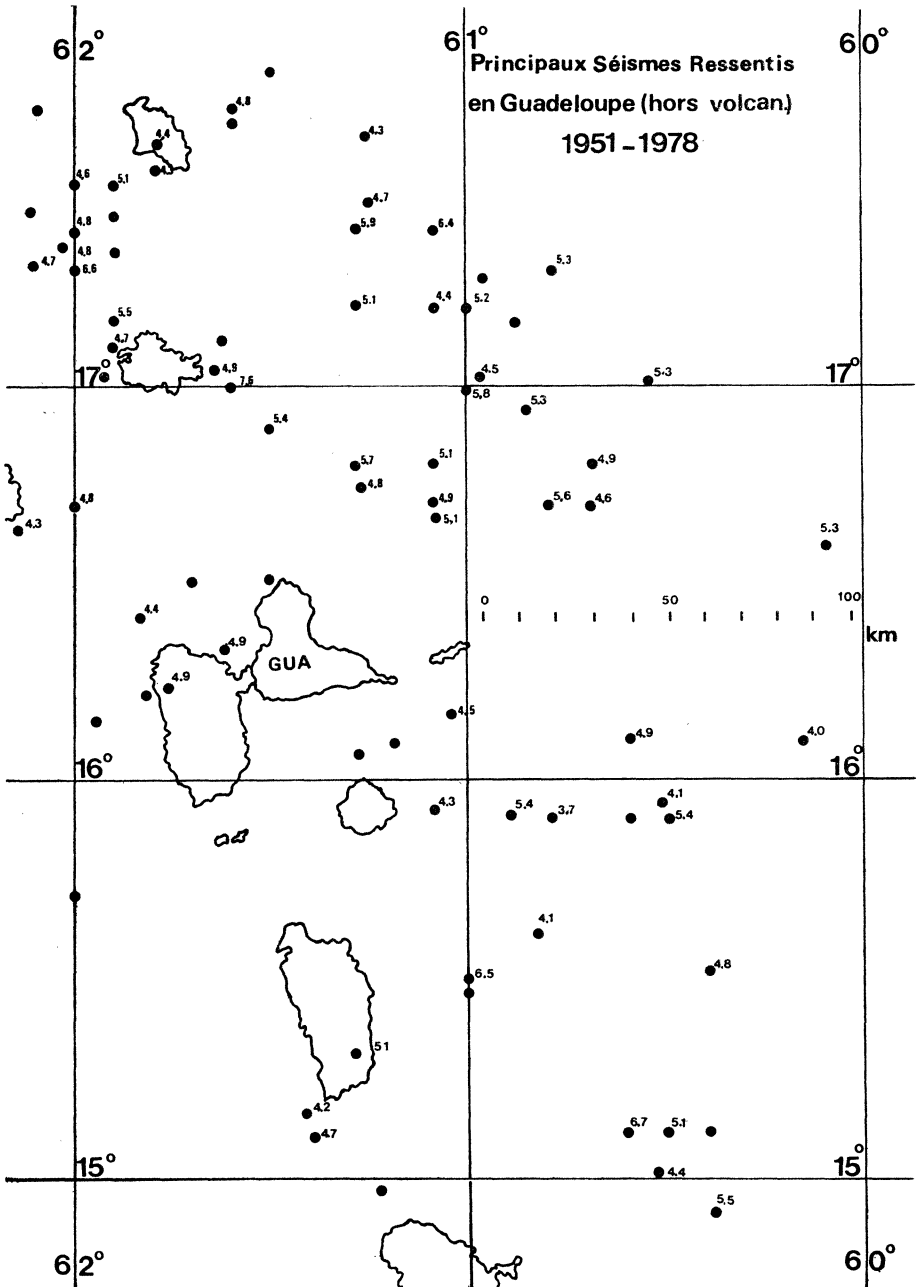 62° 61° 60°
Principaux Séismes Ressentis
en Guadeloupe (hors volcan.)
1951-1978
4.8
4.3
4.4
4.6 5.1
4.7
5.9 6.4
4.8
4.8
4.7 6.6 5.3
5.1 4.4 5.2
5.5
4.7
4.9 4.5 5.3
17° 17°
7.6 5.8 5.3
5.4
5.7 5.1 4.9
4.8
4.8 4.9 5.6 4.6
4.3 5.1 5.3
0 50 100
km
4.4
4.9
GUA
4.9
4.5
4.9 4.0
16° 16°
4.1
4.3 5.4 3.7 5.4
4.1
4.8
6.5
51
4.2
4.7 6.7 5.1
15° 15°
4.4
5.5
62° 60°